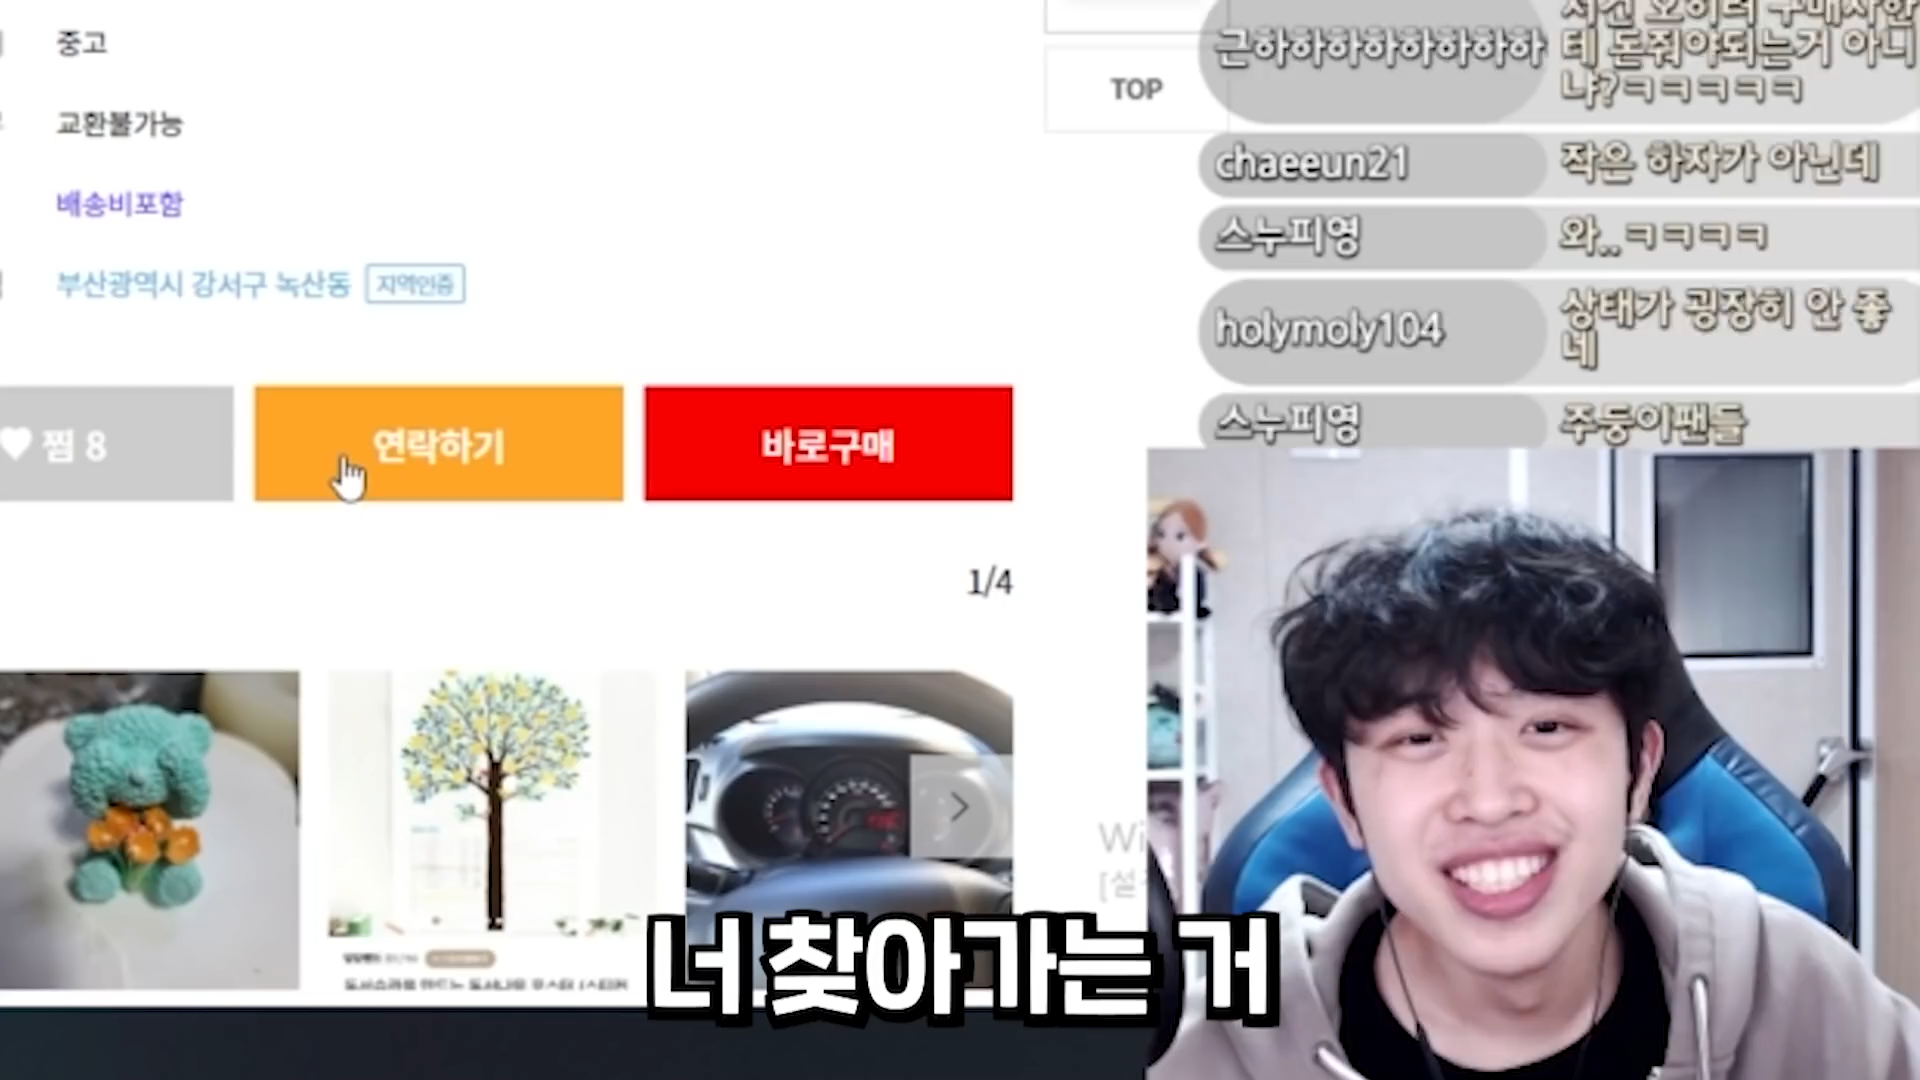 중고
교환불가능
배송비포함
부산광역시 강서구 녹산동 지역인증
♥ 찜 8
연락하기
바로구매
1/4
TOP
근하하하하하하하하
테 돈줘야되는거 아니
냐?ㅋㅋㅋㅋㅋ
chaeeun21
작은 하자가 아닌데
스누피영
와..ㅋㅋㅋㅋ
holymoly104
상태가 굉장히 안 좋
네
스누피영
주둥이팬들
Wi
[설
너 찾아가는 거